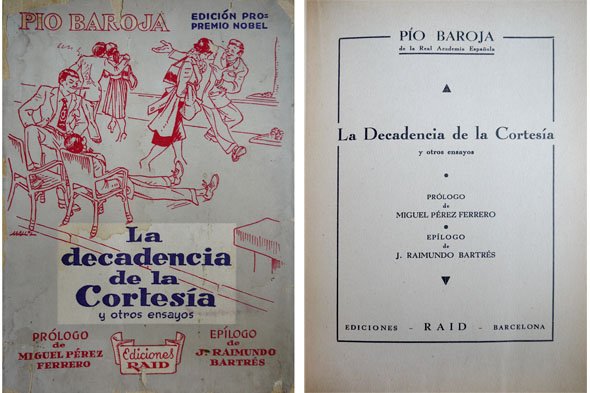 PIO BAROJA
EDICIÓN PRO-
PREMIO NOBEL
La
decadencia
de la
Cortesía
y otros ensayos
PRÓLOGO
de
MIGUEL PÉREZ
FERRERO
Ediciones
RAID
EPÍLOGO
de
J. RAIMUNDO
BARTRÉS
PÍO BAROJA
de la Real Academia Española
La Decadencia de la Cortesía
y otros ensayos
PRÓLOGO
de
MIGUEL PÉREZ FERRERO
EPÍLOGO
de
J. RAIMUNDO BARTRÉS
EDICIONES - RAID - BARCELONA